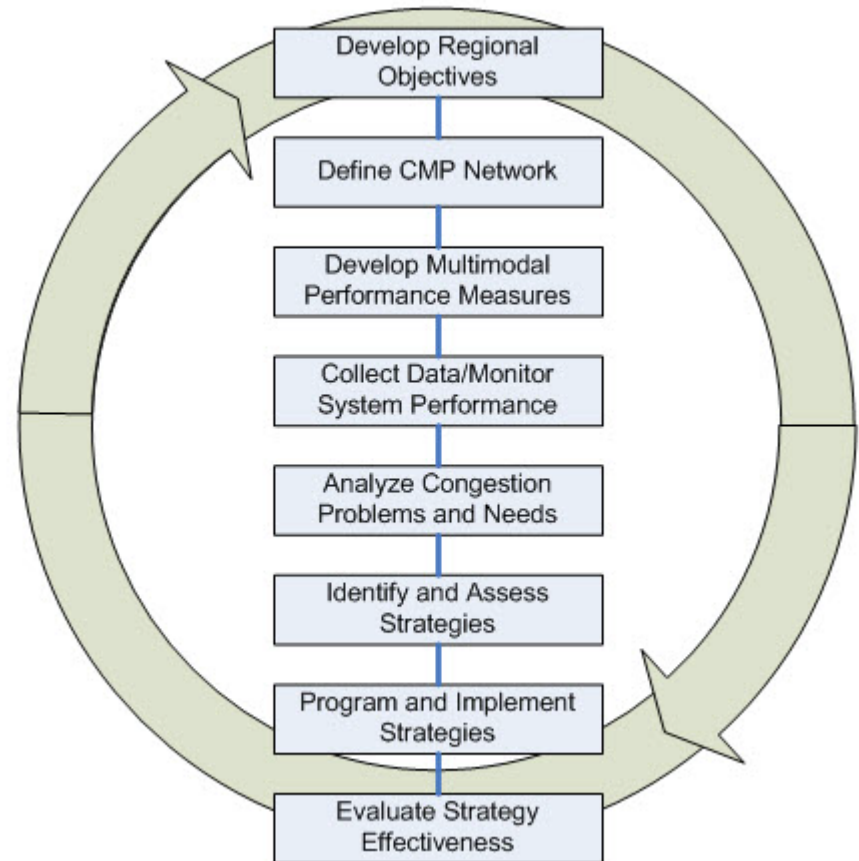 Develop Regional
Objectives
Define CMP Network
Develop Multimodal
Performance Measures
Collect Data/Monitor
System Performance
Analyze Congestion
Problems and Needs
Identify and Assess
Strategies
Program and Implement
Strategies
Evaluate Strategy
Effectiveness